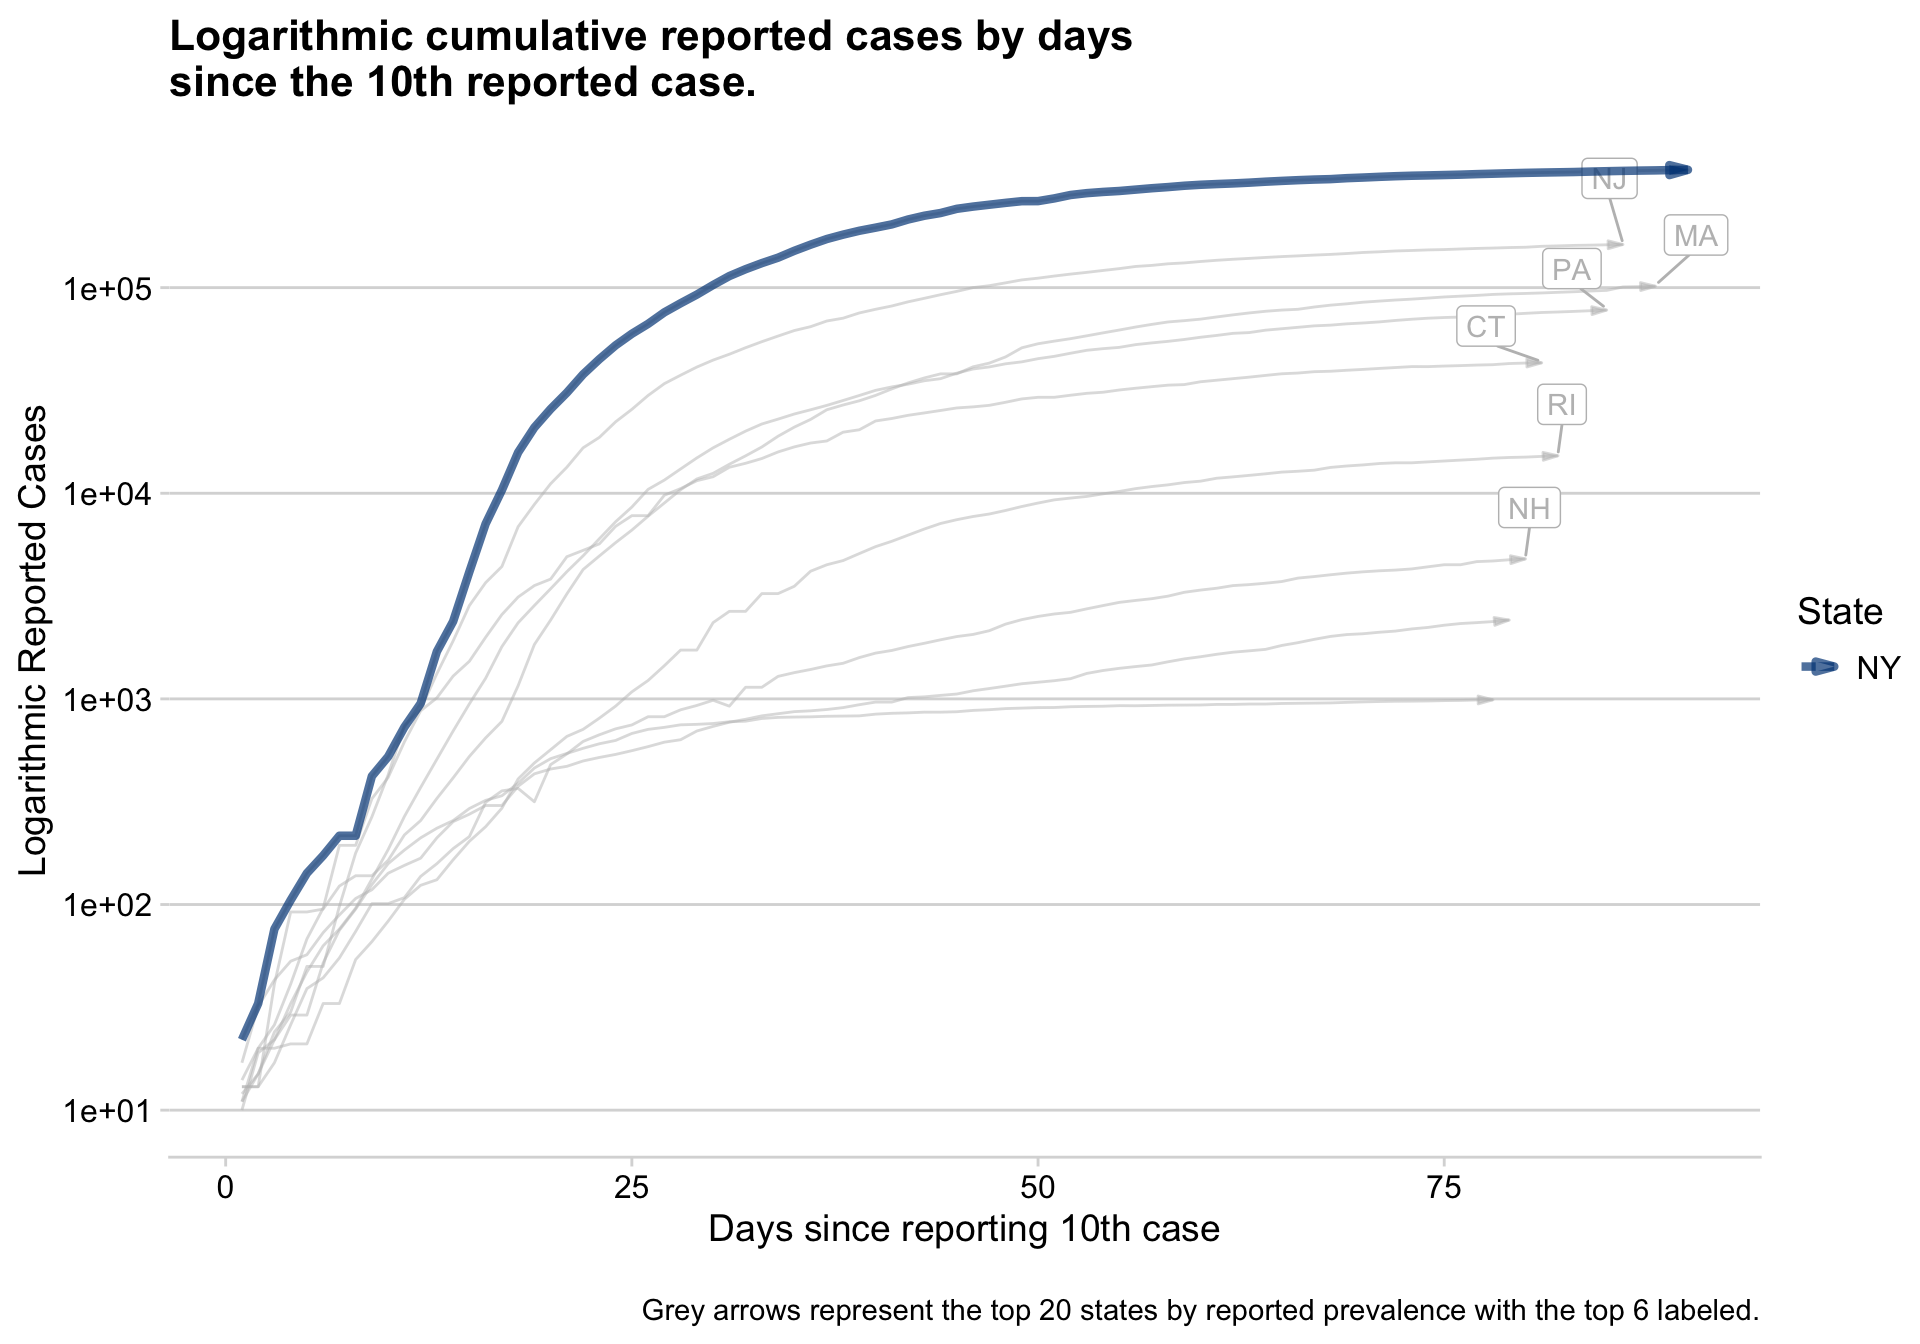 Logarithmic cumulative reported cases by days
since the 10th reported case.
NJ
MA
PA
CT
RI
NH
1e+05
1e+04
1e+03
1e+02
1e+01
Logarithmic Reported Cases
State
NY
0 25 50 75
Days since reporting 10th case
Grey arrows represent the top 20 states by reported prevalence with the top 6 labeled.